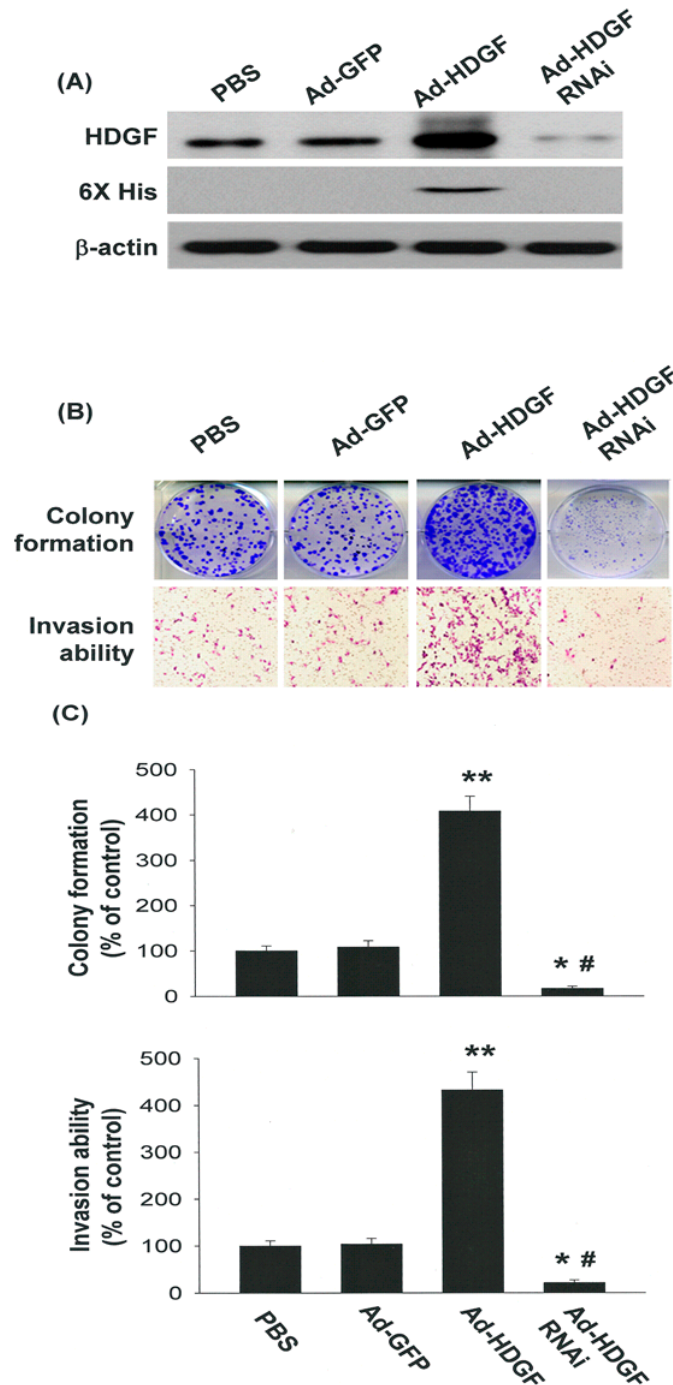 (A)
PBS
Ad-GFP
Ad-HDGF
Ad-HDGF
RNAi
HDGF
6X His
β-actin
(B)
PBS
Ad-GFP
Ad-HDGF
Ad-HDGF
RNAi
Colony
formation
Invasion
ability
(C)
Colony formation
(% of control)
500
400
300
200
100
0
**
* #
Invasion ability
(% of control)
500
400
300
200
100
0
**
* #
PBS
Ad-GFP
Ad-HDGF
Ad-HDGF
RNAi